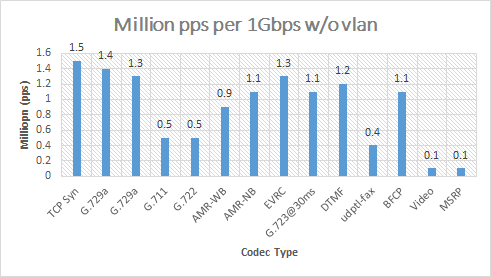 Million pps per 1Gbps w/o vlan
Milliopn (pps)
1.6
1.4
1.2
1
0.8
0.6
0.4
0.2
0
1.5
1.4
1.3
0.5
0.5
0.9
1.1
1.3
1.1
1.2
0.4
1.1
0.1
0.1
TCP Syn
G.729a
G.729a
G.711
G.722
AMR-WB
AMR-NB
EVRC
G.723@30ms
DTMF
udptl-fax
BFCP
Video
MSRP
Codec Type